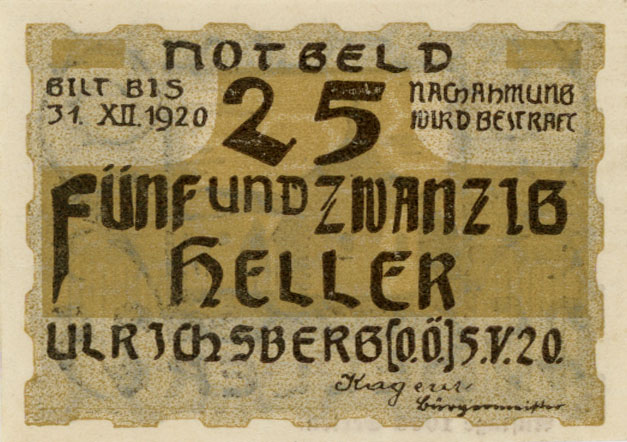 NOTGELD
GILT BIS
31. XII. 1920
25
NACHAHMUNG
WIRD BESTRAFT
FÜNFUNDZWANZIG
HELLER
ULRICHSBERG [O.Ö.] 5.V.20.
Bürgermeister